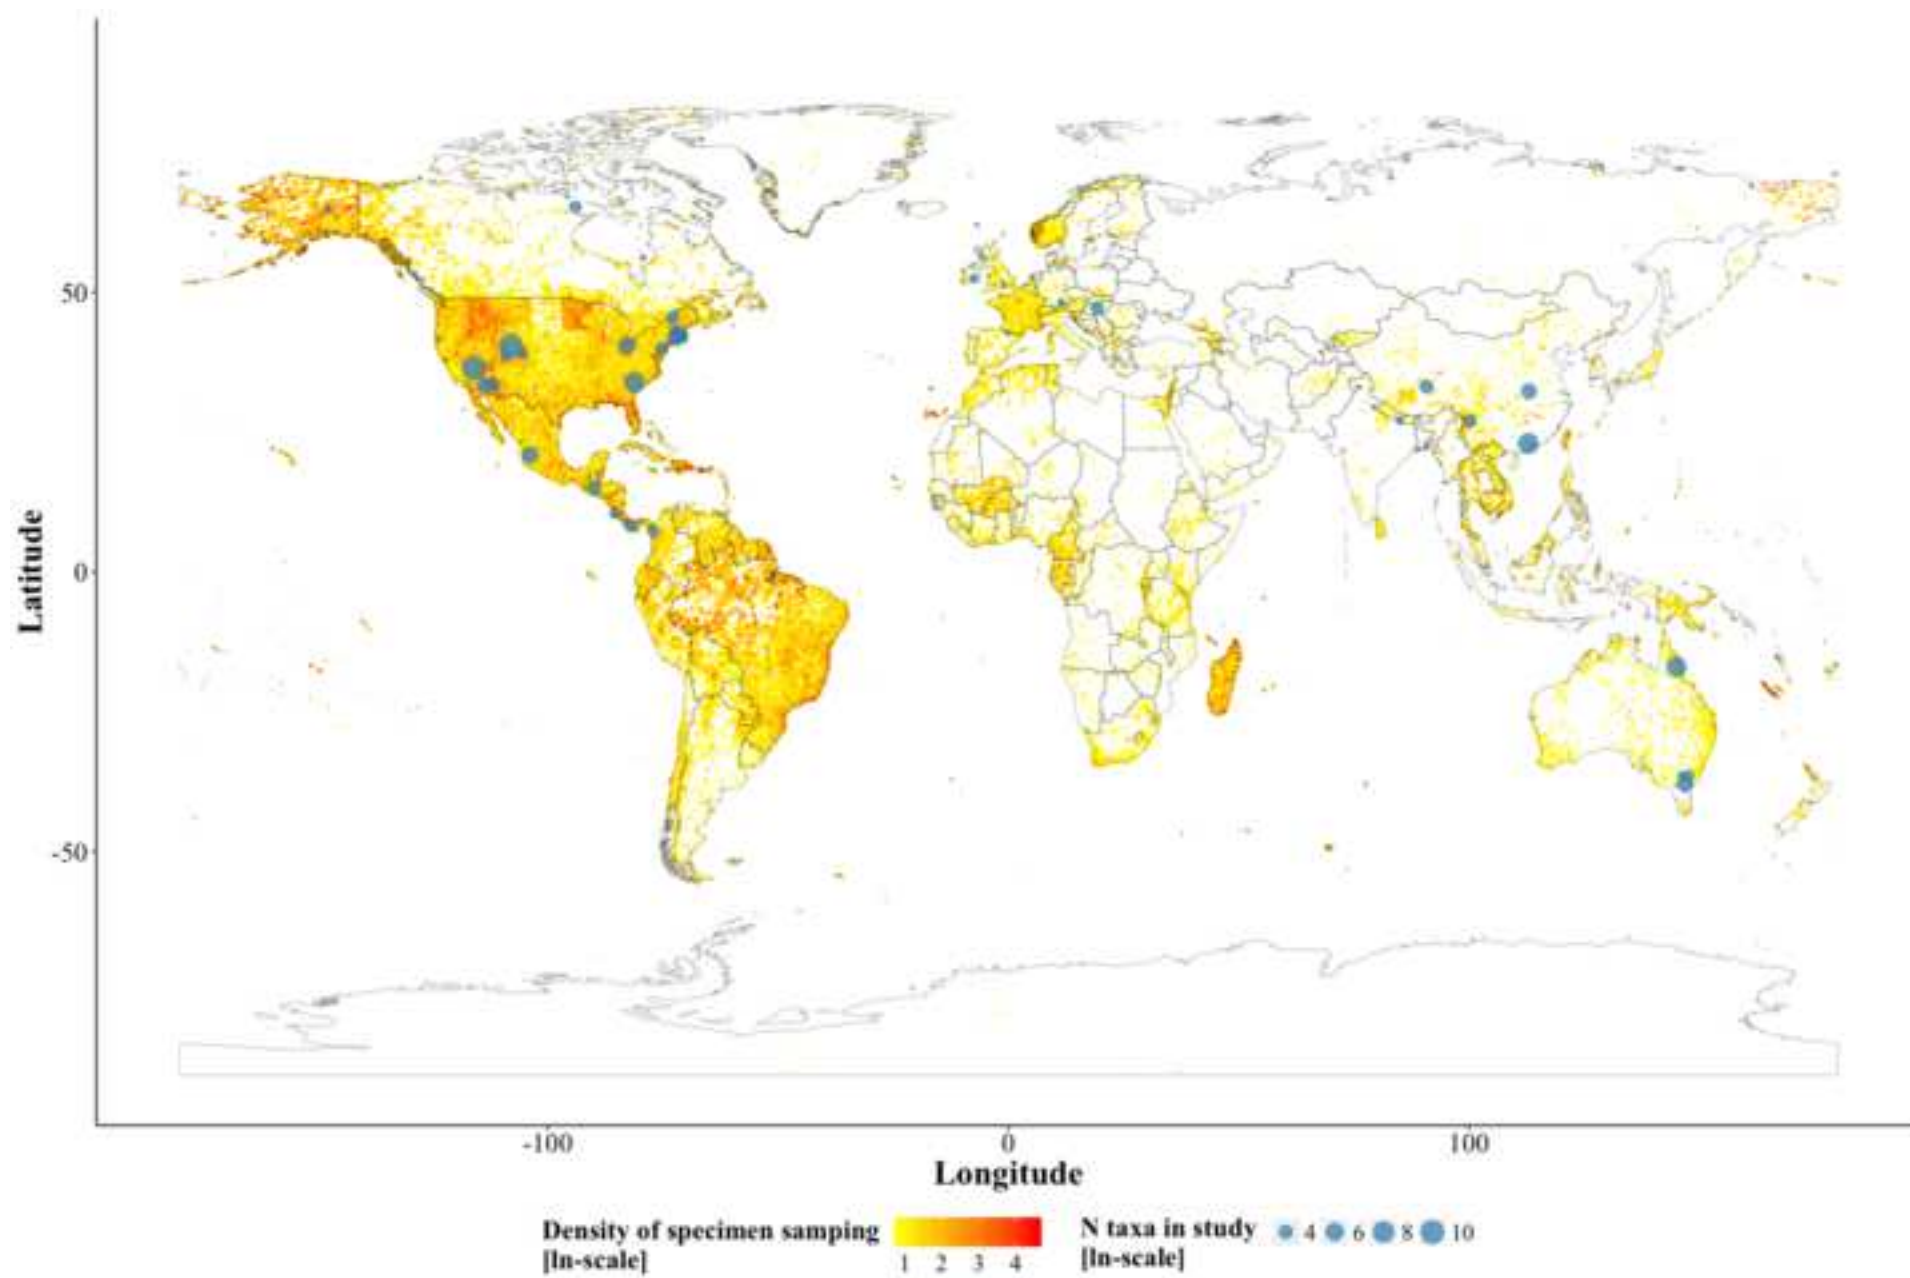 50
0
-50
Latitude
-100 0 100
Longitude
Density of specimen samping
[ln-scale]
1 2 3 4
N taxa in study
[ln-scale]
4 6 8 10